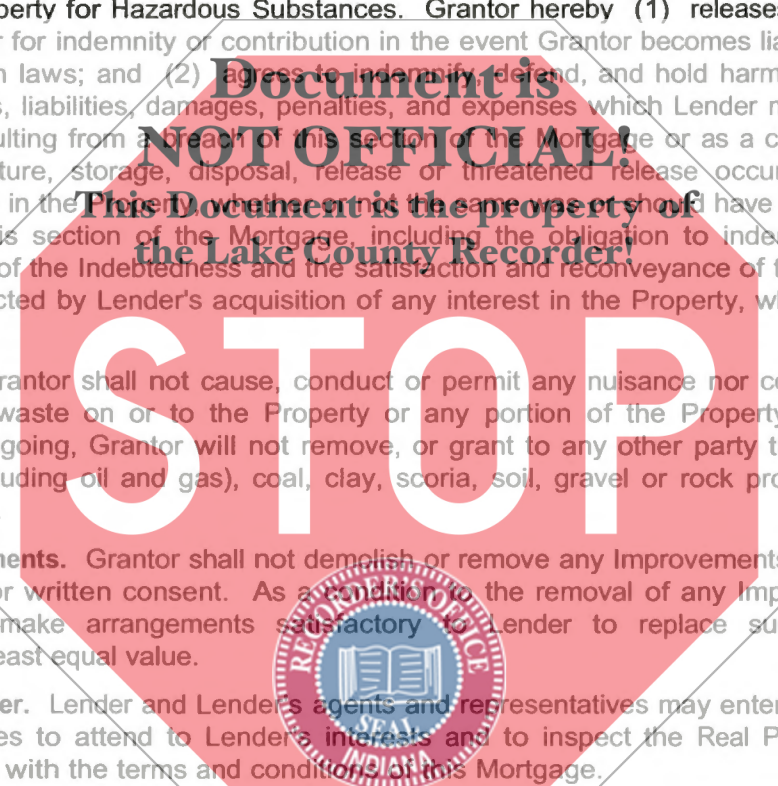 perty for Hazardous Substances. Grantor hereby (1) releases
r for indemnity or contribution in the event Grantor becomes lia
n laws; and (2) agrees to indemnify, defend, and hold harm
s, liabilities, damages, penalties, and expenses which Lender m
ulting from a breach of this section of the Mortgage or as a c
ture, storage, disposal, release or threatened release occur
in the Property, whether or not the same was or should have
is section of the Mortgage, including the obligation to inde
of the Indebtedness and the satisfaction and reconveyance of t
cted by Lender's acquisition of any interest in the Property, wh
Document is
NOT OFFICIAL!
This Document is the property of
the Lake County Recorder!
STOP
rantor shall not cause, conduct or permit any nuisance nor co
waste on or to the Property or any portion of the Property
going, Grantor will not remove, or grant to any other party t
uding oil and gas), coal, clay, scoria, soil, gravel or rock pro
nents. Grantor shall not demolish or remove any Improvements
or written consent. As a condition to the removal of any Imp
make arrangements satisfactory to Lender to replace su
east equal value.
er. Lender and Lender's agents and representatives may enter
es to attend to Lender's interests and to inspect the Real P
with the terms and conditions of this Mortgage.
RECORDER'S OFFICE
SEAL
INDIANA